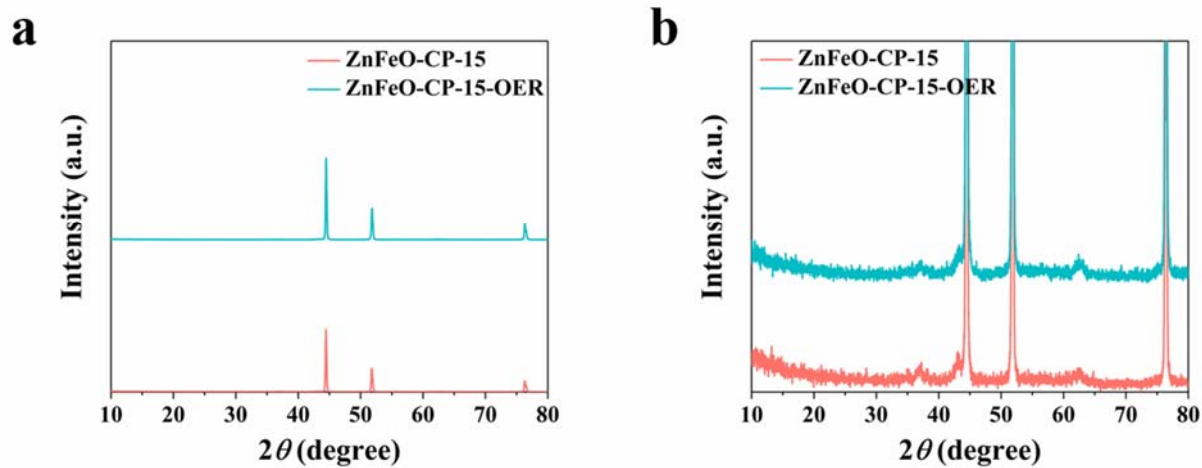 a
ZnFeO-CP-15
ZnFeO-CP-15-OER
Intensity (a.u.)
10 20 30 40 50 60 70 80
2θ (degree)
b
ZnFeO-CP-15
ZnFeO-CP-15-OER
Intensity (a.u.)
10 20 30 40 50 60 70 80
2θ (degree)